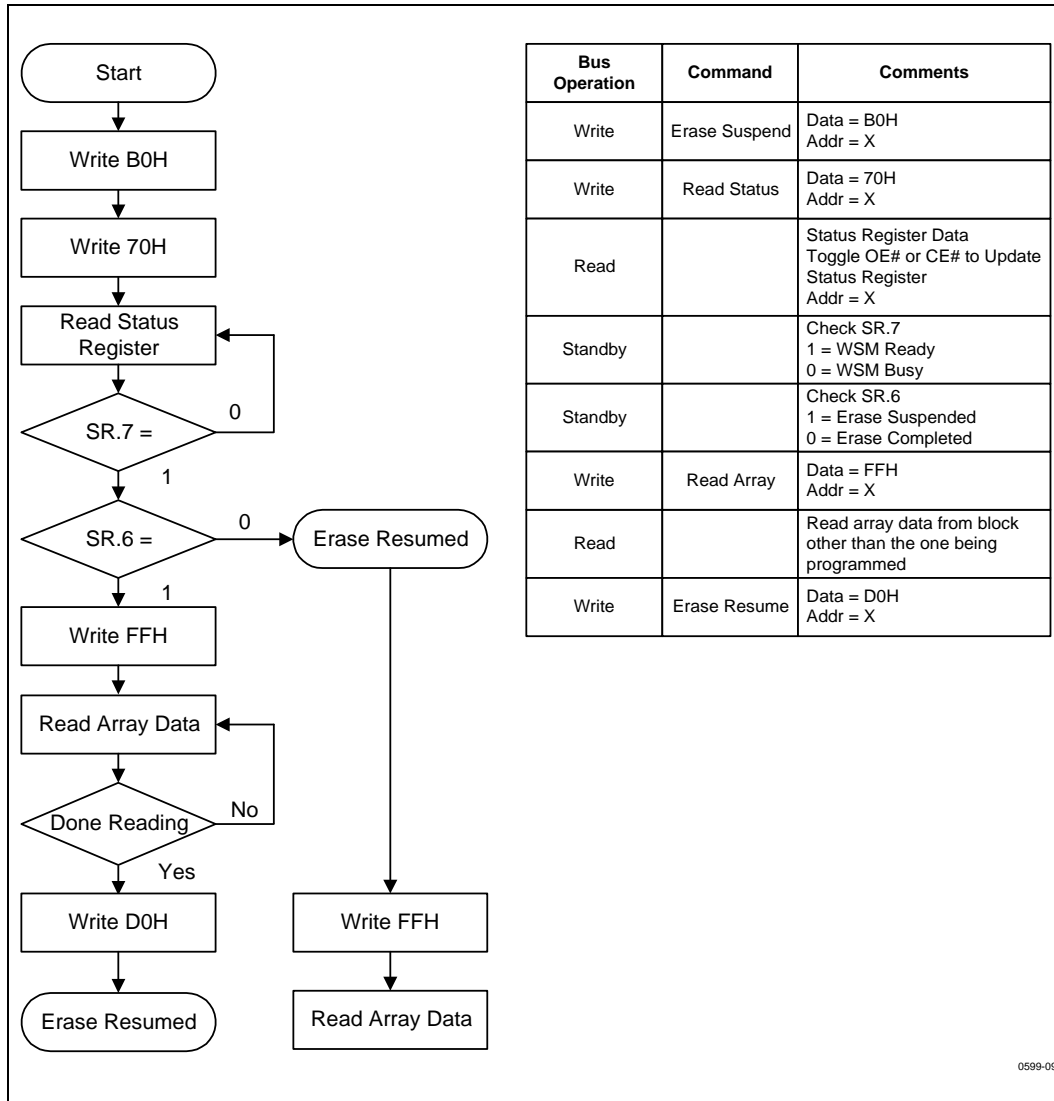 Start
Write B0H
Write 70H
Read Status
Register
0
SR.7 =
1
0
SR.6 =
Erase Resumed
1
Write FFH
Read Array Data
No
Done Reading
Yes
Write D0H
Write FFH
Erase Resumed
Read Array Data
Bus
Operation
Command
Comments
Write
Erase Suspend
Data = B0H
Addr = X
Write
Read Status
Data = 70H
Addr = X
Read
Status Register Data
Toggle OE# or CE# to Update
Status Register
Addr = X
Standby
Check SR.7
1 = WSM Ready
0 = WSM Busy
Standby
Check SR.6
1 = Erase Suspended
0 = Erase Completed
Write
Read Array
Data = FFH
Addr = X
Read
Read array data from block
other than the one being
programmed
Write
Erase Resume
Data = D0H
Addr = X
0599-09